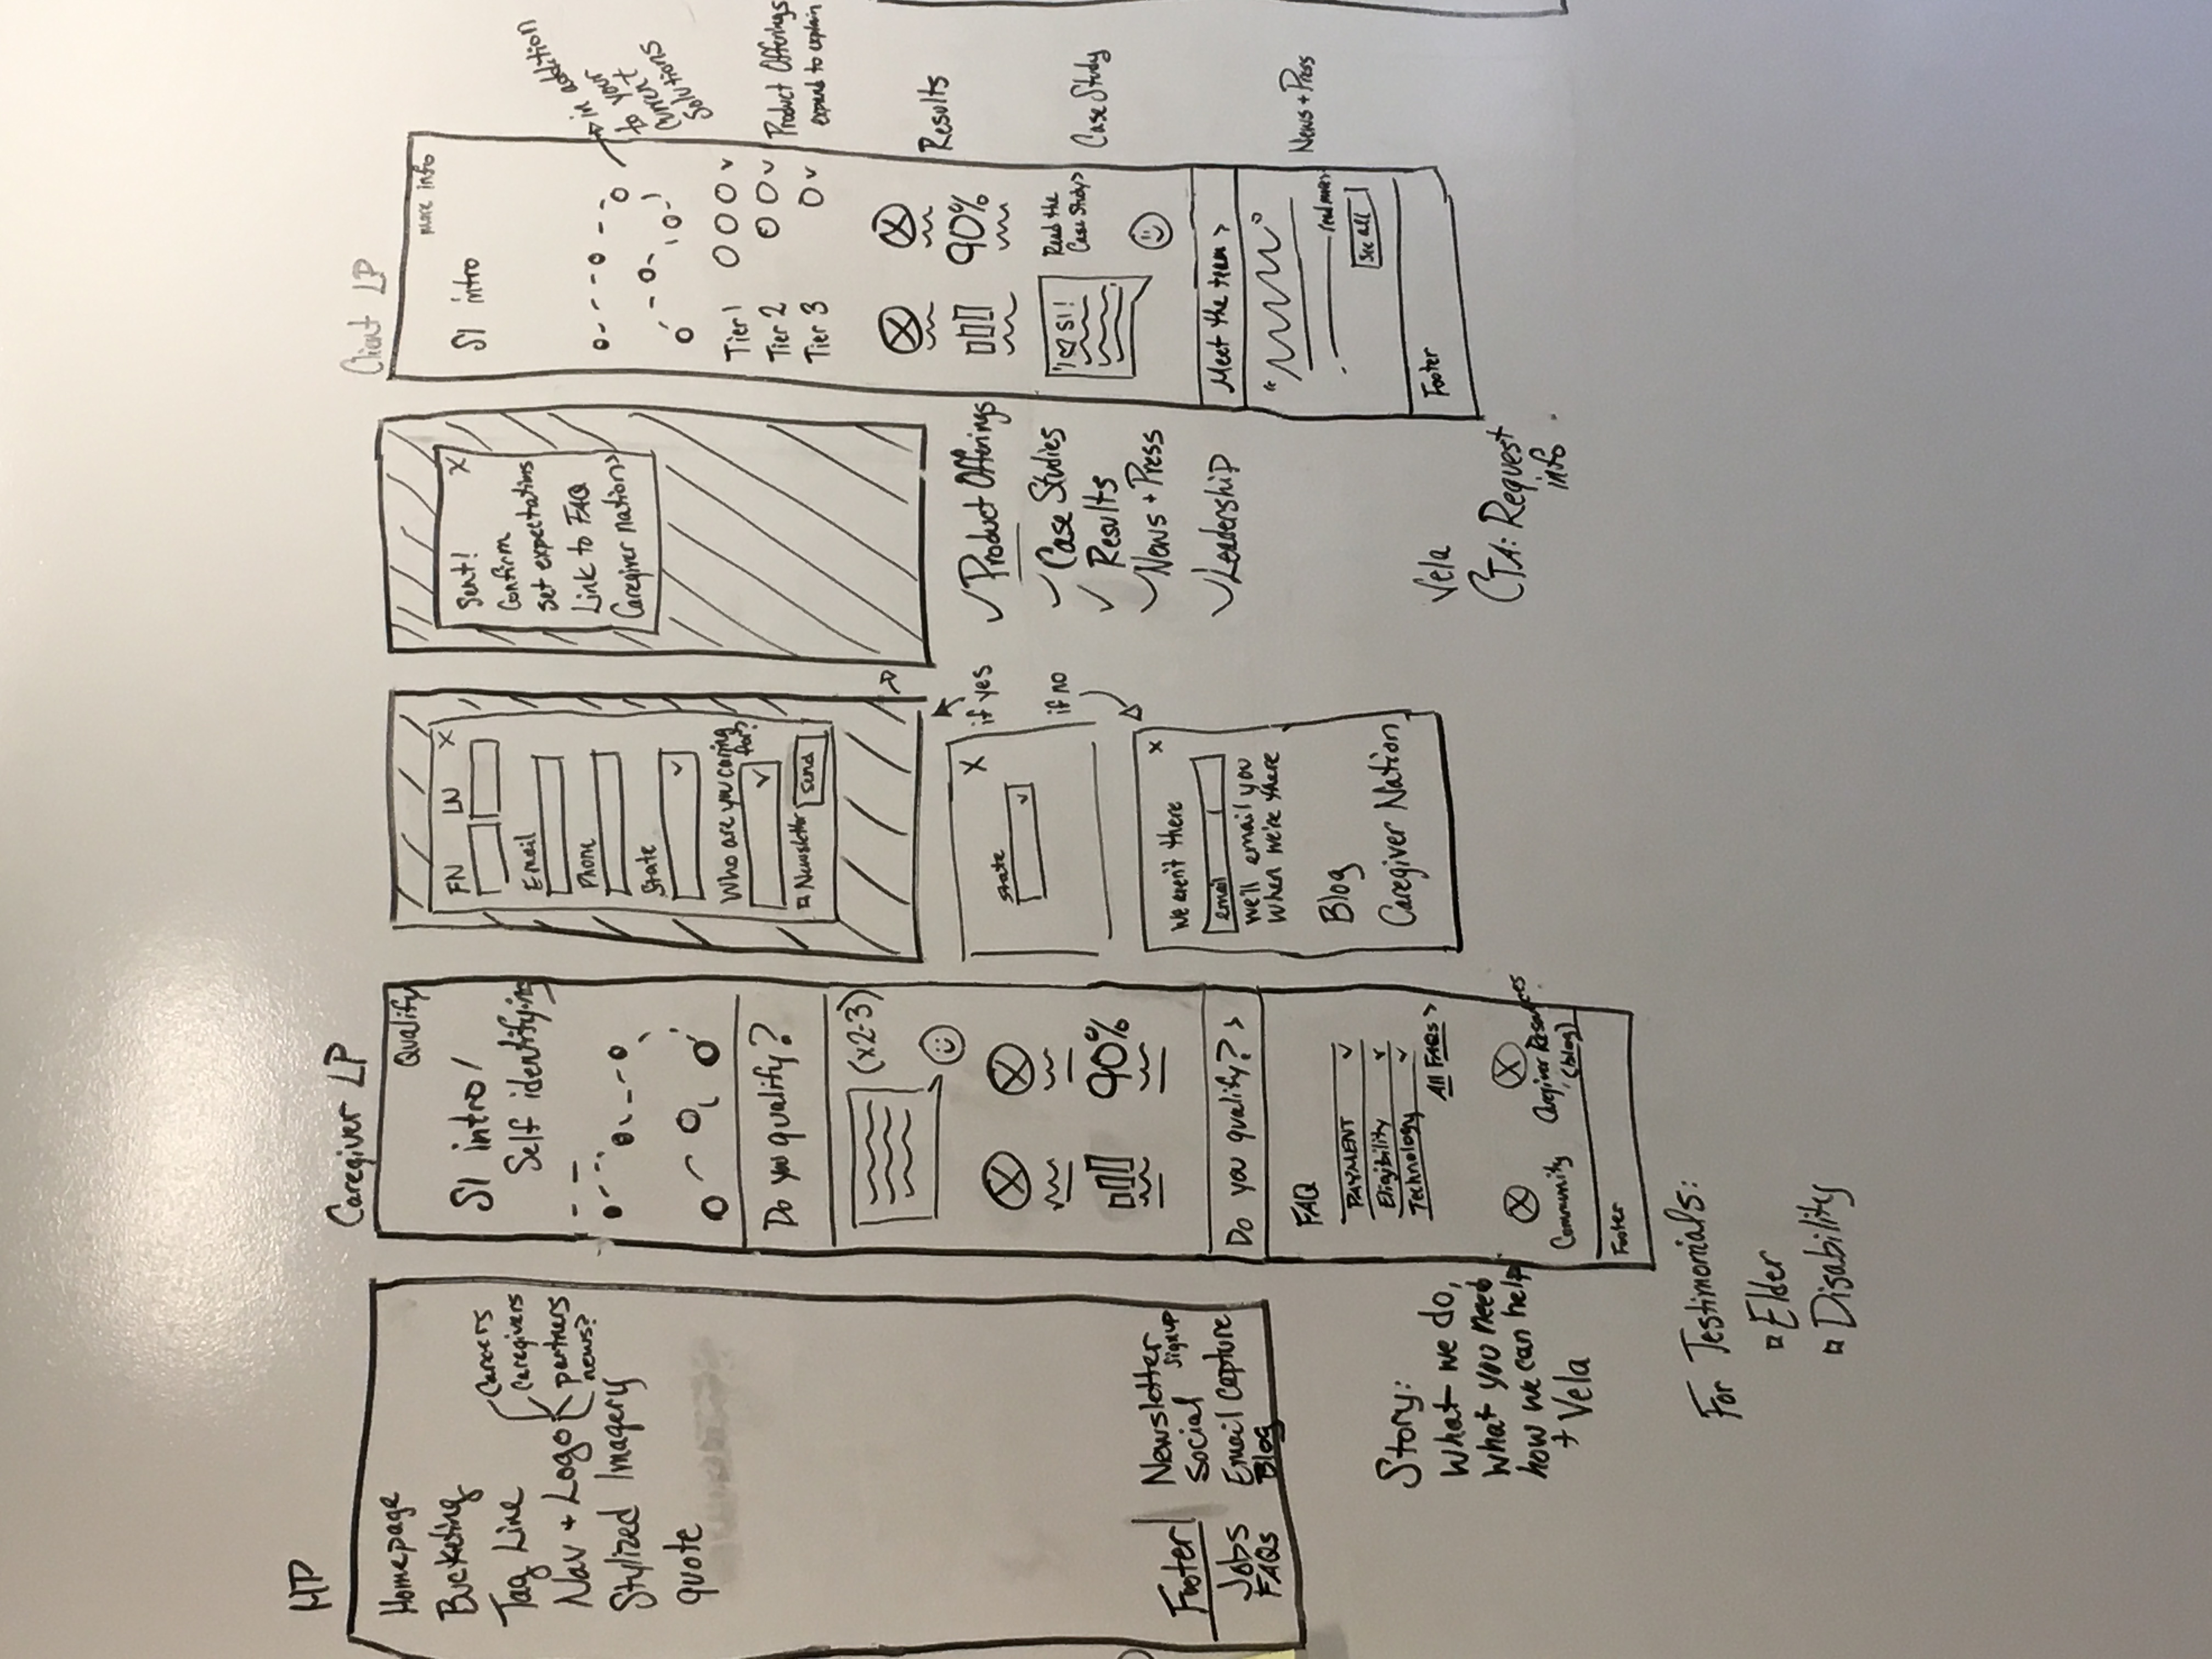 HP
Homepage
Bucketing
Tag Line
Nav + Logo
Careers
Caregivers
partners
news?
Stylized Imagery
quote
Footer
Jobs
FAQs
Newsletter
Signup
Social
Email Capture
Blog
Story:
What we do,
what you need
how we can help
+ Vela
Caregiver LP
Qualify
SI intro/
Self identifying
Do you qualify?
(x2-3)
90%
Do you qualify? >
FAQ
PAYMENT
Eligibility
Technology
All FAQs >
Community
Caregiver Resources
(blog)
Footer
For Testimonials:
Elder
Disability
FN LN X
Email
Phone
State
Who are you caring
for?
Newsletter
Send
X
State
if yes
if no
We aren't there X
email
we'll email you
when we're there
Blog
Caregiver Nation
Sent! X
Confirm
set expectations
Link to FAQ
Caregiver nation >
✓ Product Offerings
✓ Case Studies
✓ Results
✓ News + Press
✓ Leadership
Vela
CTA: Request
info
Client LP
more info
SI intro
in addition
to your
current
solutions
Tier 1
Tier 2
Tier 3
Product Offerings
expand to explain
Results
90%
"I ♡ SI!
Read the
Case Study >
Case Study
Meet the team >
News + Press
read more >
See all
Footer